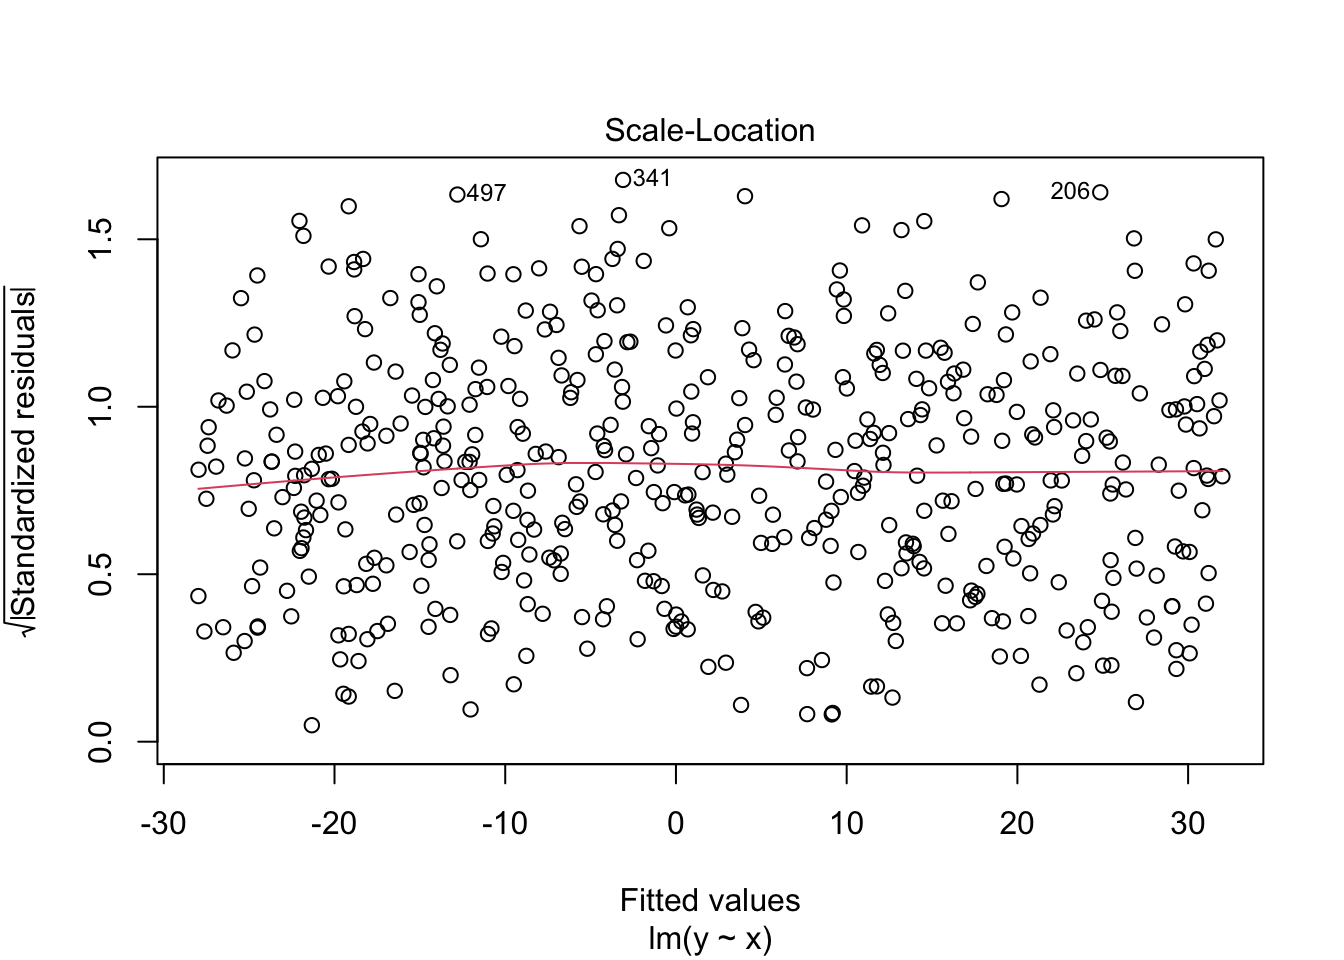 Scale-Location
√|Standardized residuals|
0.0 0.5 1.0 1.5
497
341
206
-30 -20 -10 0 10 20 30
Fitted values
lm(y ~ x)